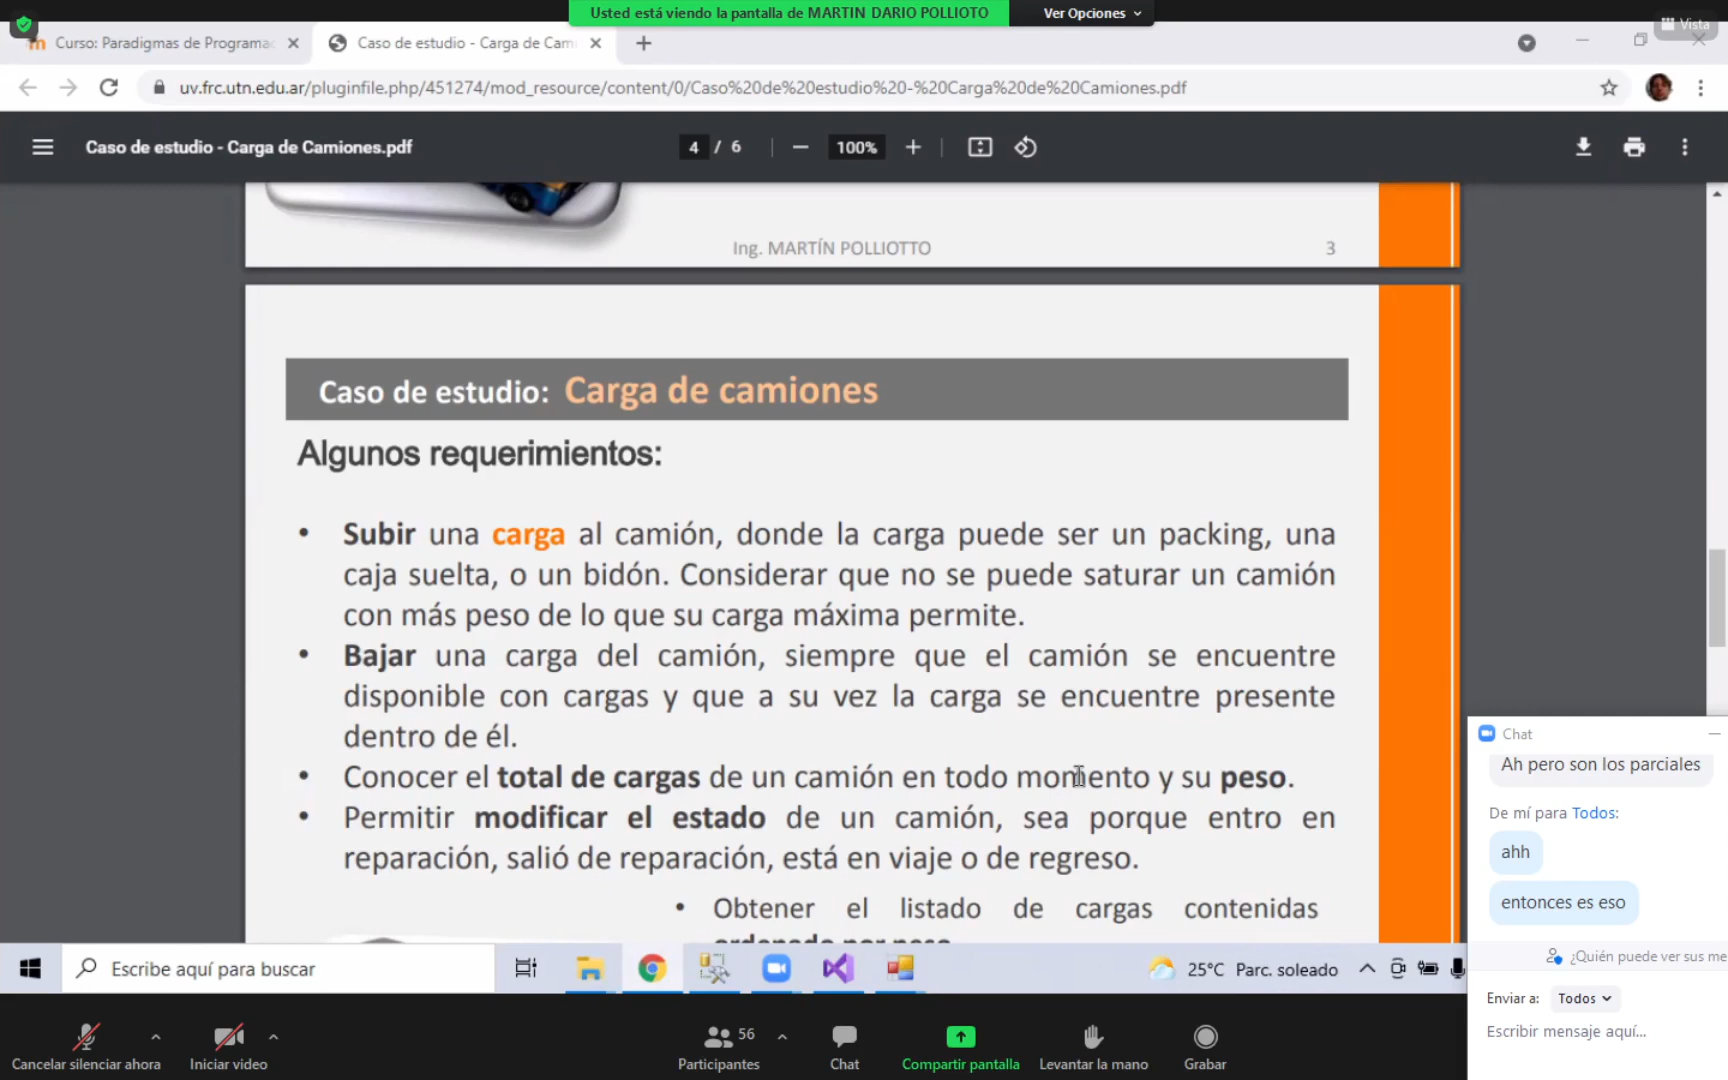 Usted está viendo la pantalla de MARTIN DARIO POLLIOTO
Ver Opciones
Vista
Curso: Paradigmas de Programac
Caso de estudio - Carga de Cam
uv.frc.utn.edu.ar/pluginfile.php/451274/mod_resource/content/0/Caso%20de%20estudio%20-%20Carga%20de%20Camiones.pdf
Caso de estudio - Carga de Camiones.pdf
4 / 6
100%
Ing. MARTÍN POLLIOTTO
3
Caso de estudio: Carga de camiones
Algunos requerimientos:
• Subir una carga al camión, donde la carga puede ser un packing, una
caja suelta, o un bidón. Considerar que no se puede saturar un camión
con más peso de lo que su carga máxima permite.
• Bajar una carga del camión, siempre que el camión se encuentre
disponible con cargas y que a su vez la carga se encuentre presente
dentro de él.
• Conocer el total de cargas de un camión en todo momento y su peso.
• Permitir modificar el estado de un camión, sea porque entro en
reparación, salió de reparación, está en viaje o de regreso.
• Obtener el listado de cargas contenidas
ordenado por peso
Chat
Ah pero son los parciales
De mí para Todos:
ahh
entonces es eso
¿Quién puede ver sus me
Enviar a: Todos
Escribir mensaje aquí...
Escribe aquí para buscar
25°C Parc. soleado
Cancelar silenciar ahora
Iniciar video
56
Participantes
Chat
Compartir pantalla
Levantar la mano
Grabar